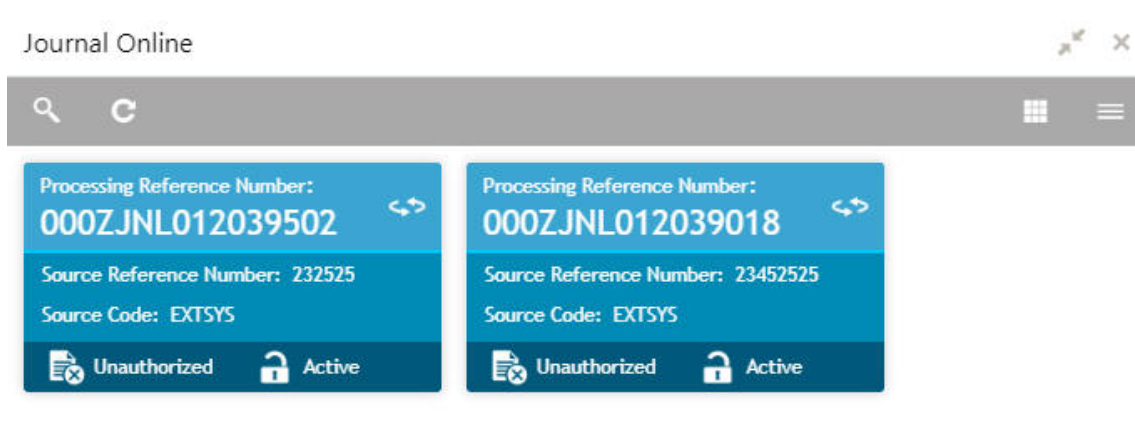 Journal Online
Processing Reference Number:
000ZJNL012039502
Source Reference Number: 232525
Source Code: EXTSYS
Unauthorized Active
Processing Reference Number:
000ZJNL012039018
Source Reference Number: 23452525
Source Code: EXTSYS
Unauthorized Active